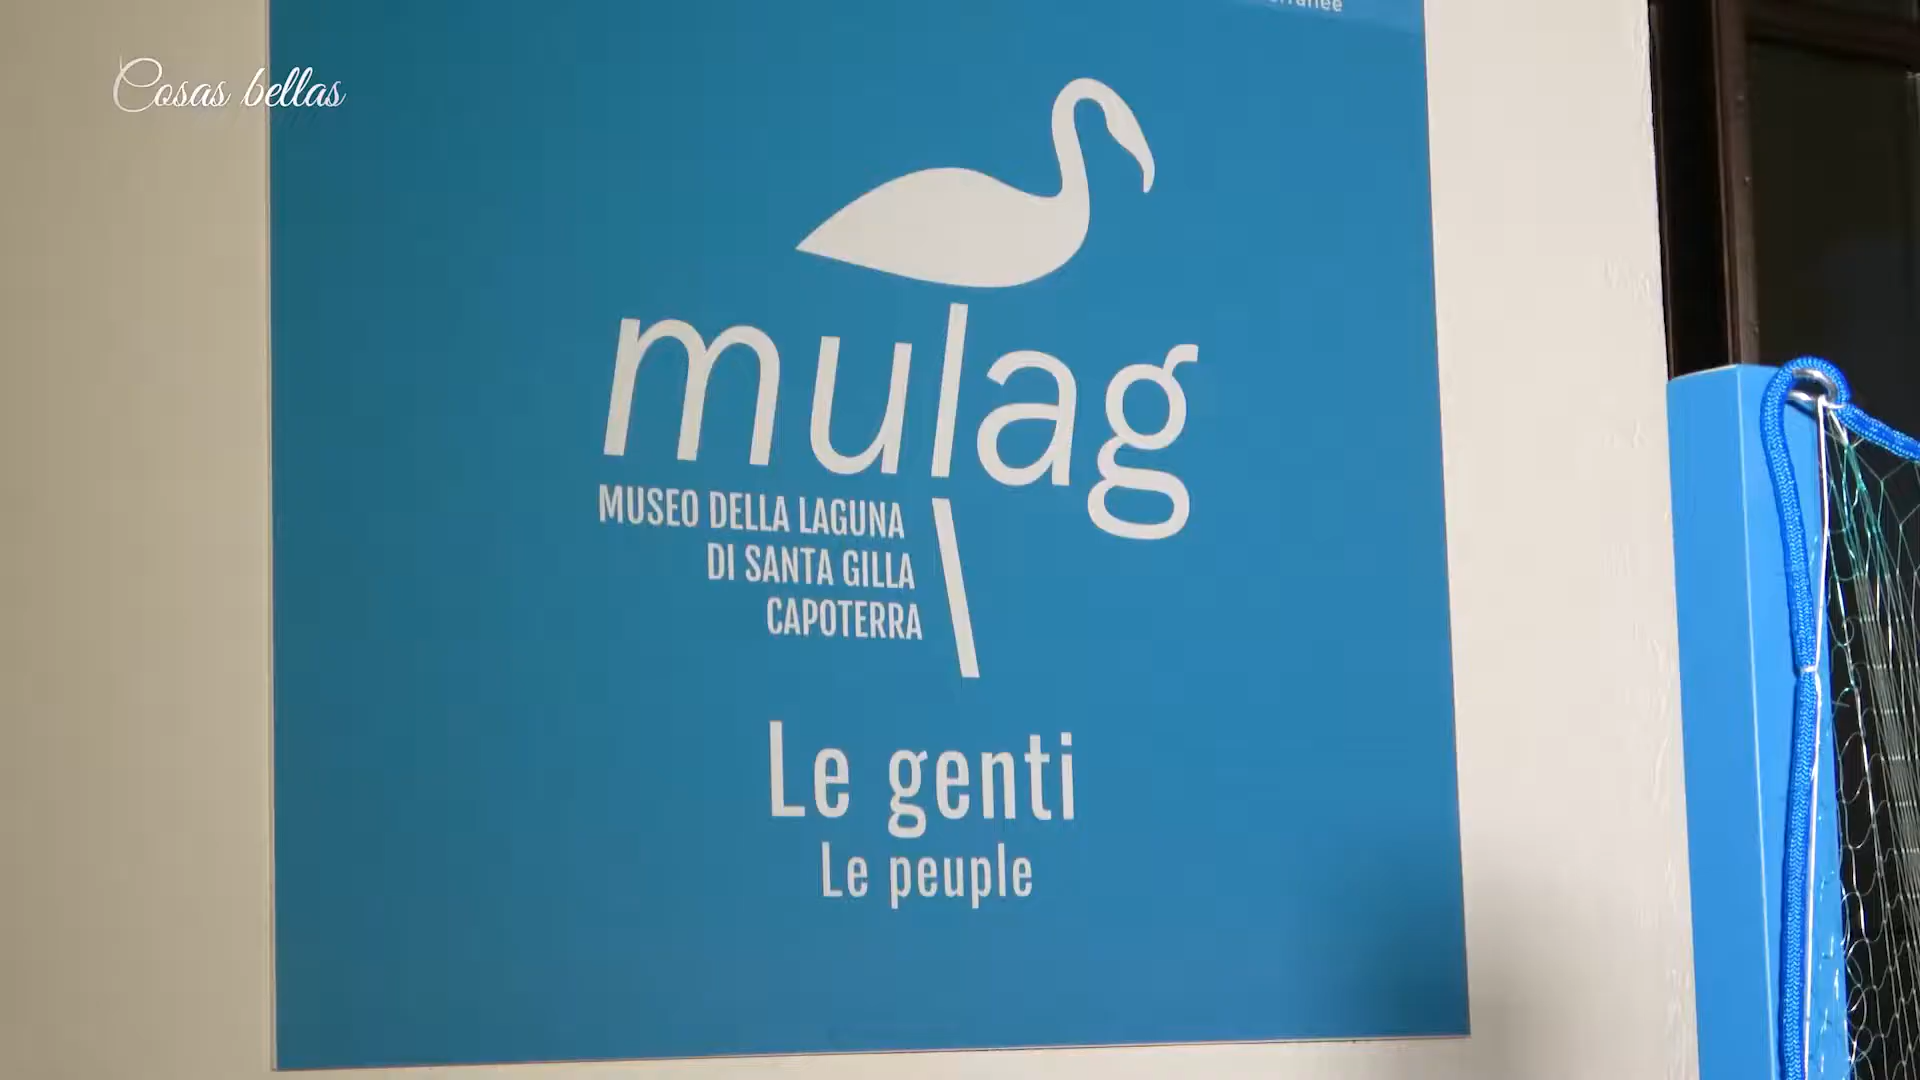 Cosas bellas
mulag
MUSEO DELLA LAGUNA
DI SANTA GILLA
CAPOTERRA
Le genti
Le peuple